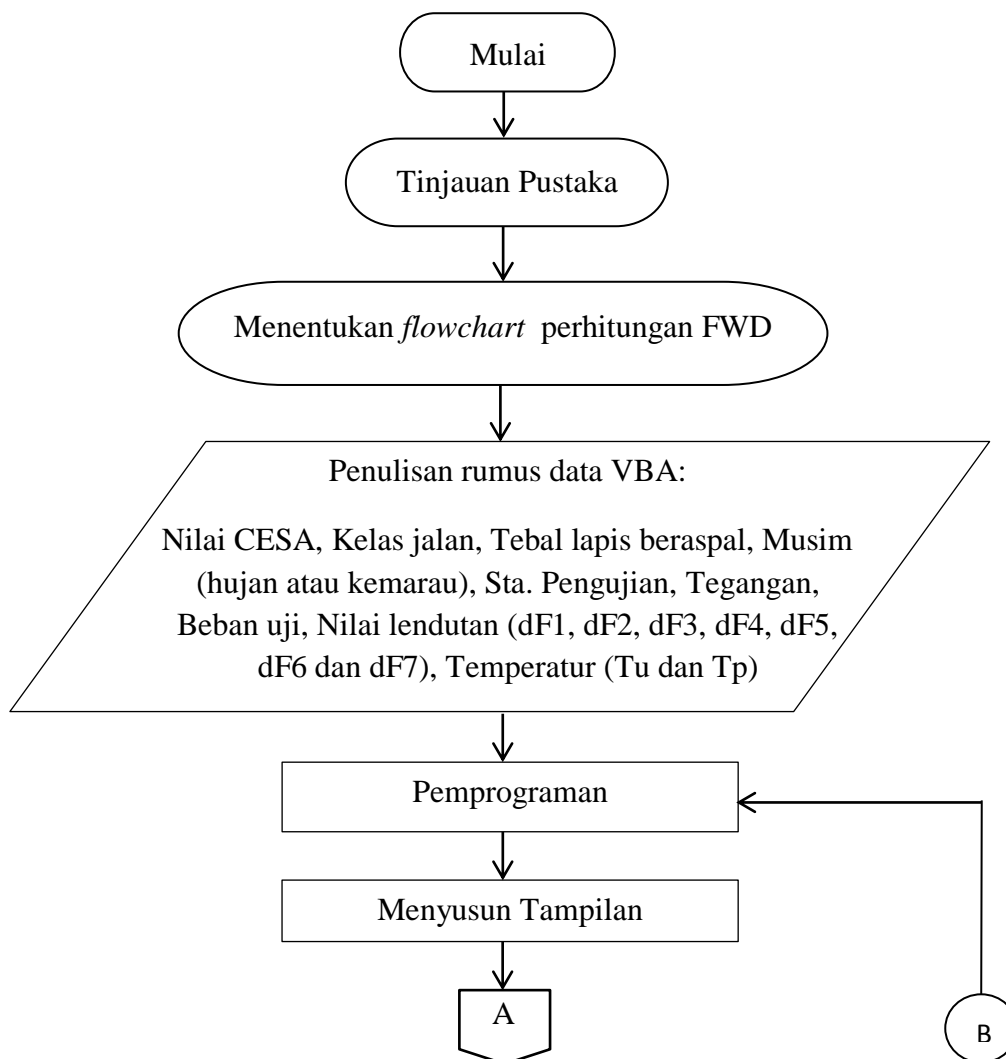 Mulai
Tinjauan Pustaka
Menentukan flowchart perhitungan FWD
Penulisan rumus data VBA:
Nilai CESA, Kelas jalan, Tebal lapis beraspal, Musim
(hujan atau kemarau), Sta. Pengujian, Tegangan,
Beban uji, Nilai lendutan (dF1, dF2, dF3, dF4, dF5,
dF6 dan dF7), Temperatur (Tu dan Tp)
Pemprograman
Menyusun Tampilan
A
B